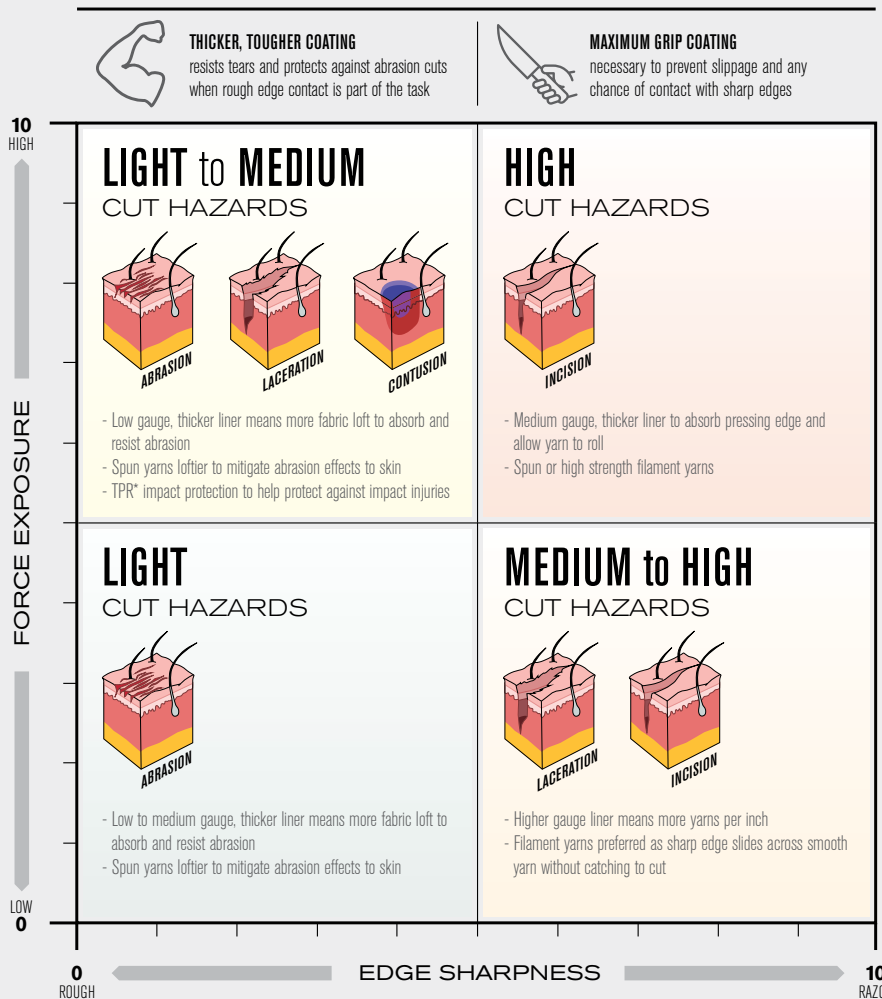 THICKER, TOUGHER COATING
resists tears and protects against abrasion cuts
when rough edge contact is part of the task
MAXIMUM GRIP COATING
necessary to prevent slippage and any
chance of contact with sharp edges
10
HIGH
FORCE EXPOSURE
LOW
0
LIGHT to MEDIUM
CUT HAZARDS
ABRASION
LACERATION
CONTUSION
- Low gauge, thicker liner means more fabric loft to absorb and
resist abrasion
- Spun yarns loftier to mitigate abrasion effects to skin
- TPR* impact protection to help protect against impact injuries
HIGH
CUT HAZARDS
INCISION
- Medium gauge, thicker liner to absorb pressing edge and
allow yarn to roll
- Spun or high strength filament yarns
LIGHT
CUT HAZARDS
ABRASION
- Low to medium gauge, thicker liner means more fabric loft to
absorb and resist abrasion
- Spun yarns loftier to mitigate abrasion effects to skin
MEDIUM to HIGH
CUT HAZARDS
LACERATION
INCISION
- Higher gauge liner means more yarns per inch
- Filament yarns preferred as sharp edge slides across smooth
yarn without catching to cut
0
ROUGH
EDGE SHARPNESS
10
RAZO